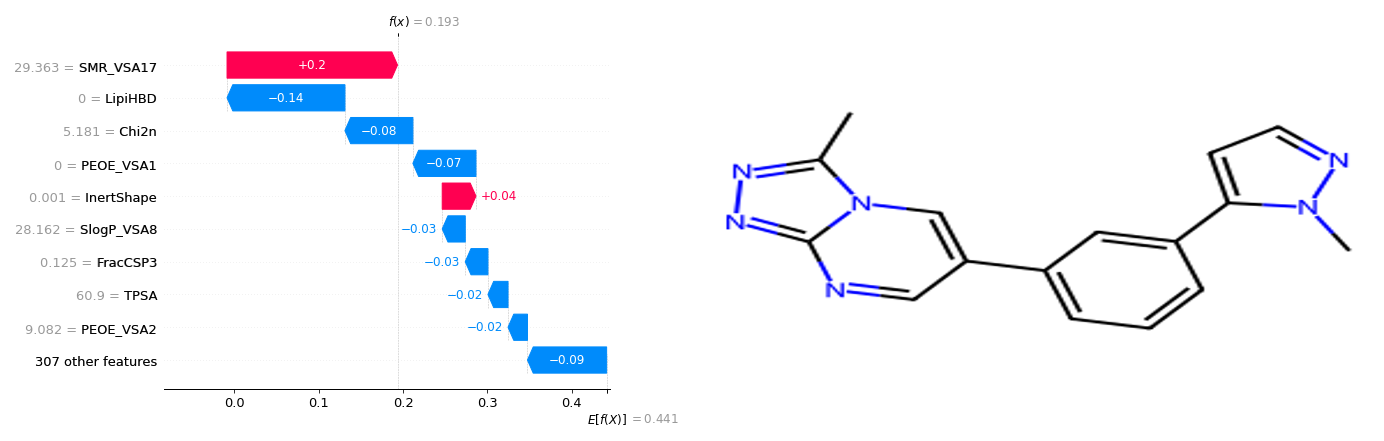 f(x) = 0.193
29.363 = SMR_VSA17
+0.2
0 = LipiHBD
−0.14
5.181 = Chi2n
−0.08
0 = PEOE_VSA1
−0.07
0.001 = InertShape
+0.04
28.162 = SlogP_VSA8
−0.03
0.125 = FracCSP3
−0.03
60.9 = TPSA
−0.02
9.082 = PEOE_VSA2
−0.02
307 other features
−0.09
0.0 0.1 0.2 0.3 0.4
E[f(X)] = 0.441
N
N
N
N
N
N